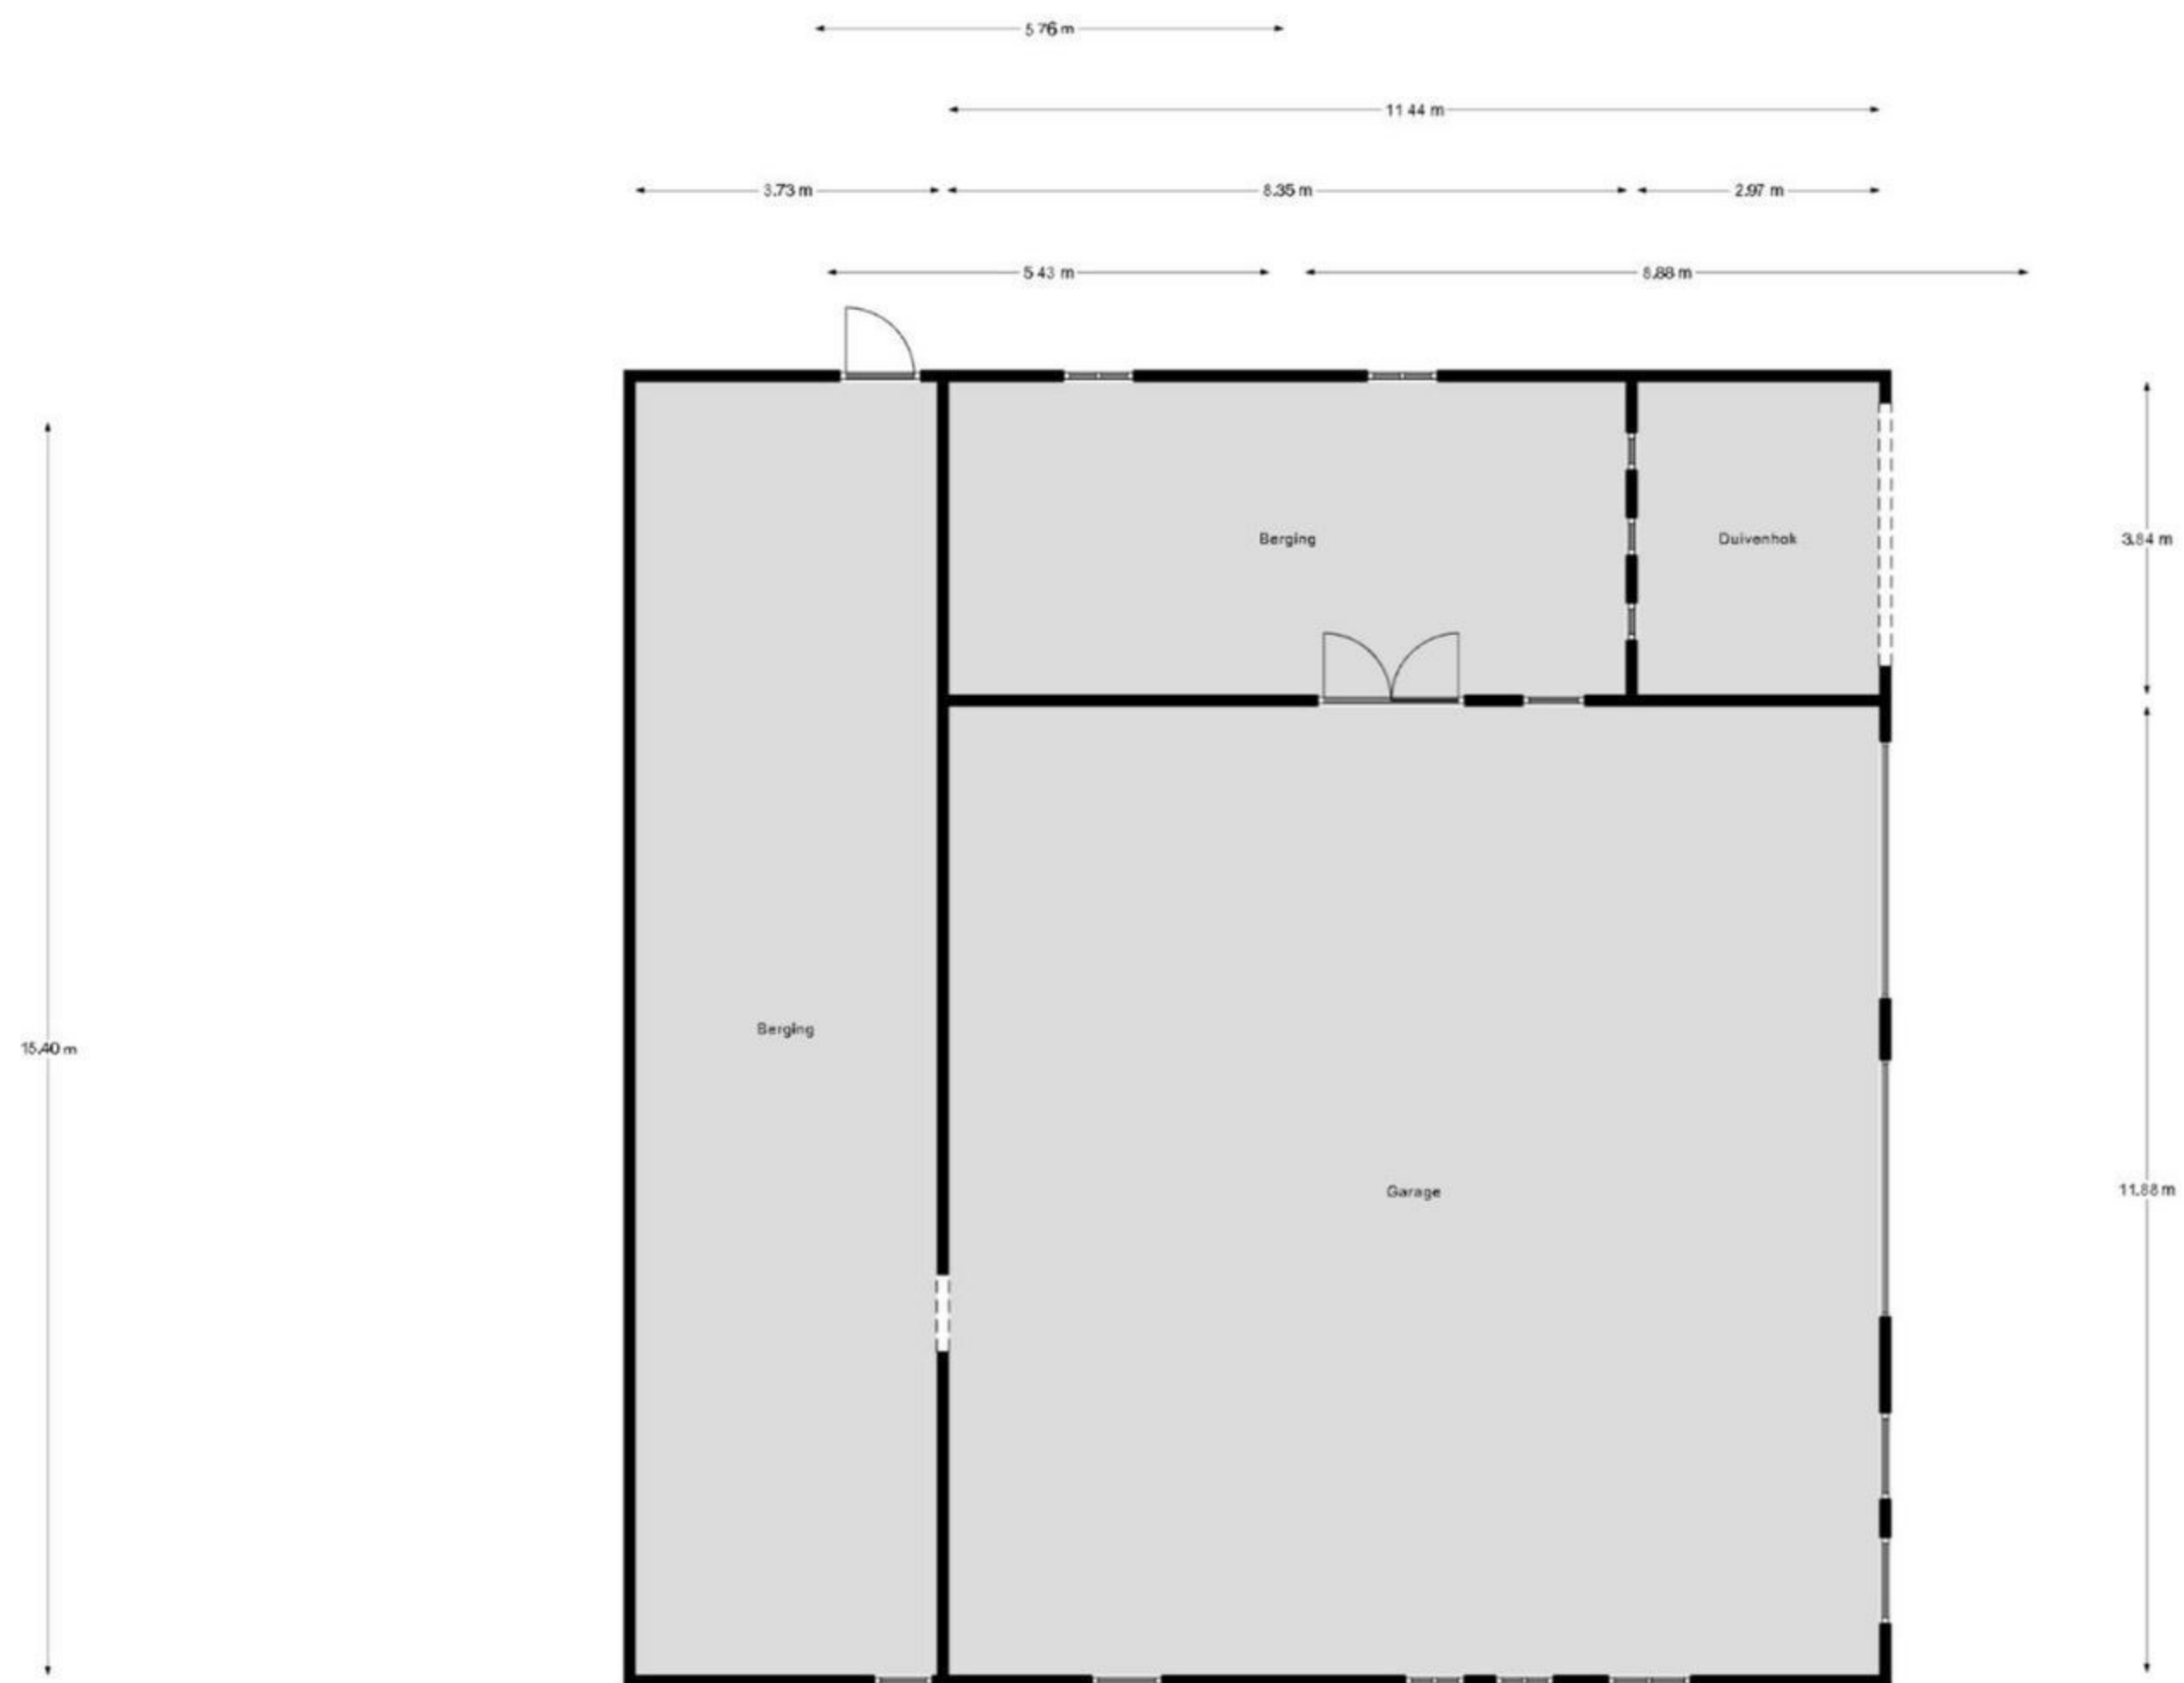 5.76 m
11.44 m
3.73 m
8.35 m
2.97 m
5.43 m
8.88 m
Berging
Duivenhok
3.84 m
Berging
15.40 m
Garage
11.88 m